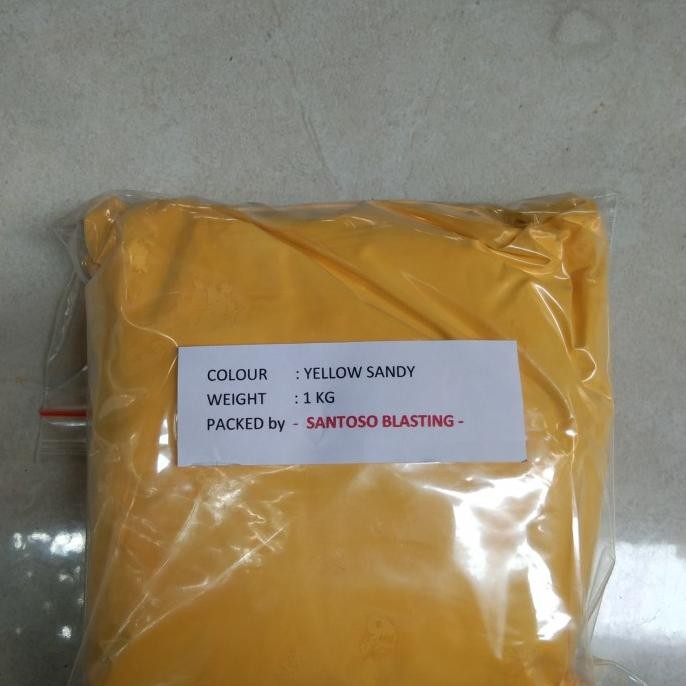 COLOUR : YELLOW SANDY
WEIGHT : 1 KG
PACKED by - SANTOSO BLASTING -